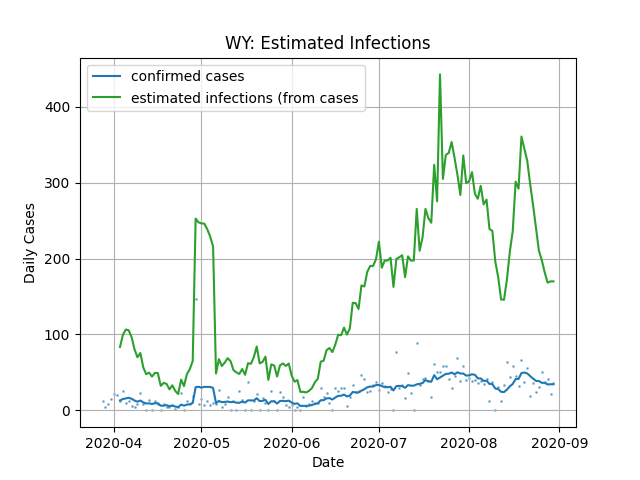 WY: Estimated Infections
confirmed cases
estimated infections (from cases
400
300
200
100
0
Daily Cases
2020-04 2020-05 2020-06 2020-07 2020-08 2020-09
Date